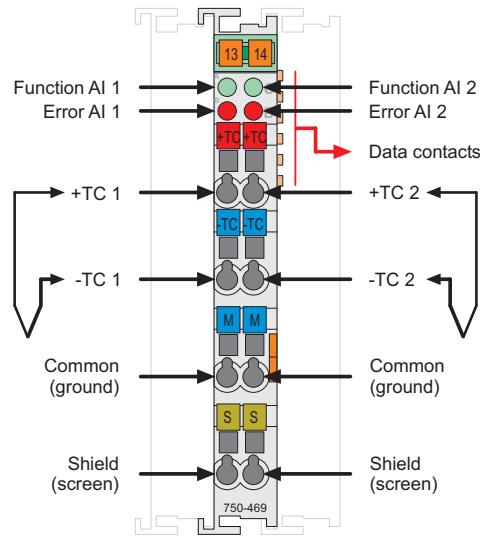 13 14
Function AI 1
Function AI 2
Error AI 1
Error AI 2
+TC +TC
Data contacts
+TC 1
+TC 2
-TC -TC
-TC 1
-TC 2
M M
Common
(ground)
Common
(ground)
S S
Shield
(screen)
Shield
(screen)
750-469